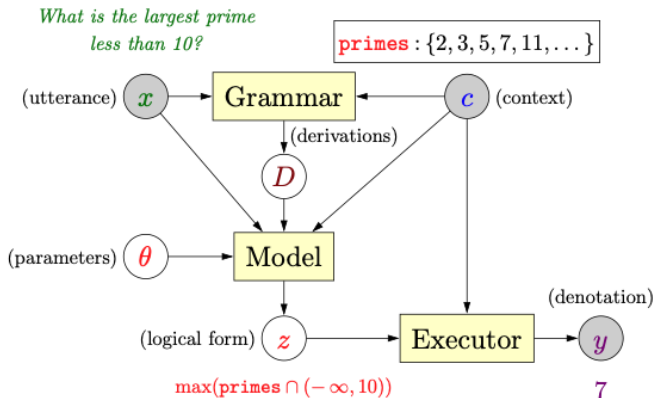 What is the largest prime
less than 10?
primes : {2, 3, 5, 7, 11, ...}
(utterance) x Grammar c (context)
(derivations)
D
(parameters) θ Model
(denotation)
(logical form) z Executor y
max(primes ∩ (−∞, 10)) 7